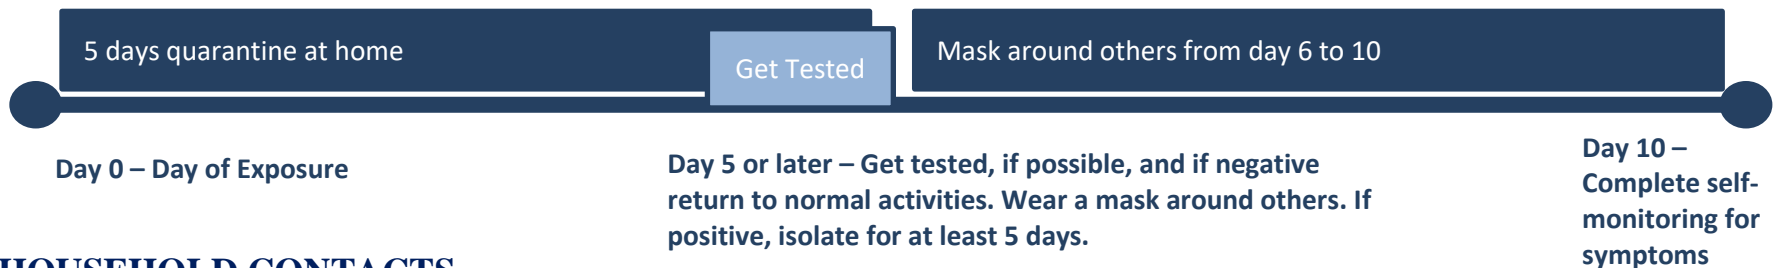 5 days quarantine at home
Get Tested
Mask around others from day 6 to 10
Day 0 – Day of Exposure
Day 5 or later – Get tested, if possible, and if negative
return to normal activities. Wear a mask around others. If
positive, isolate for at least 5 days.
Day 10 –
Complete self-
monitoring for
symptoms
HOUSEHOLD CONTACTS